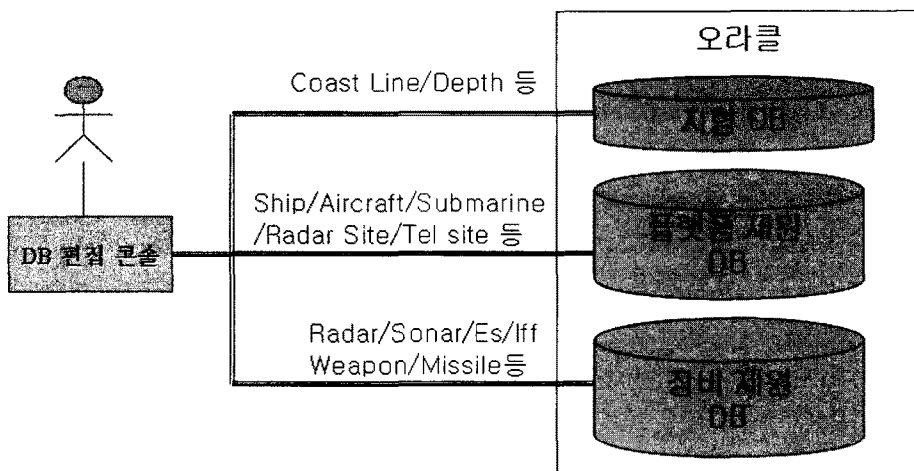 오라클
Coast Line/Depth 등
지형 DB
Ship/Aircraft/Submarine
/Radar Site/Tel site 등
플랫폼 제원
DB
DB 편집 콘솔
Radar/Sonar/Es/Iff
Weapon/Missile등
장비 제원
DB